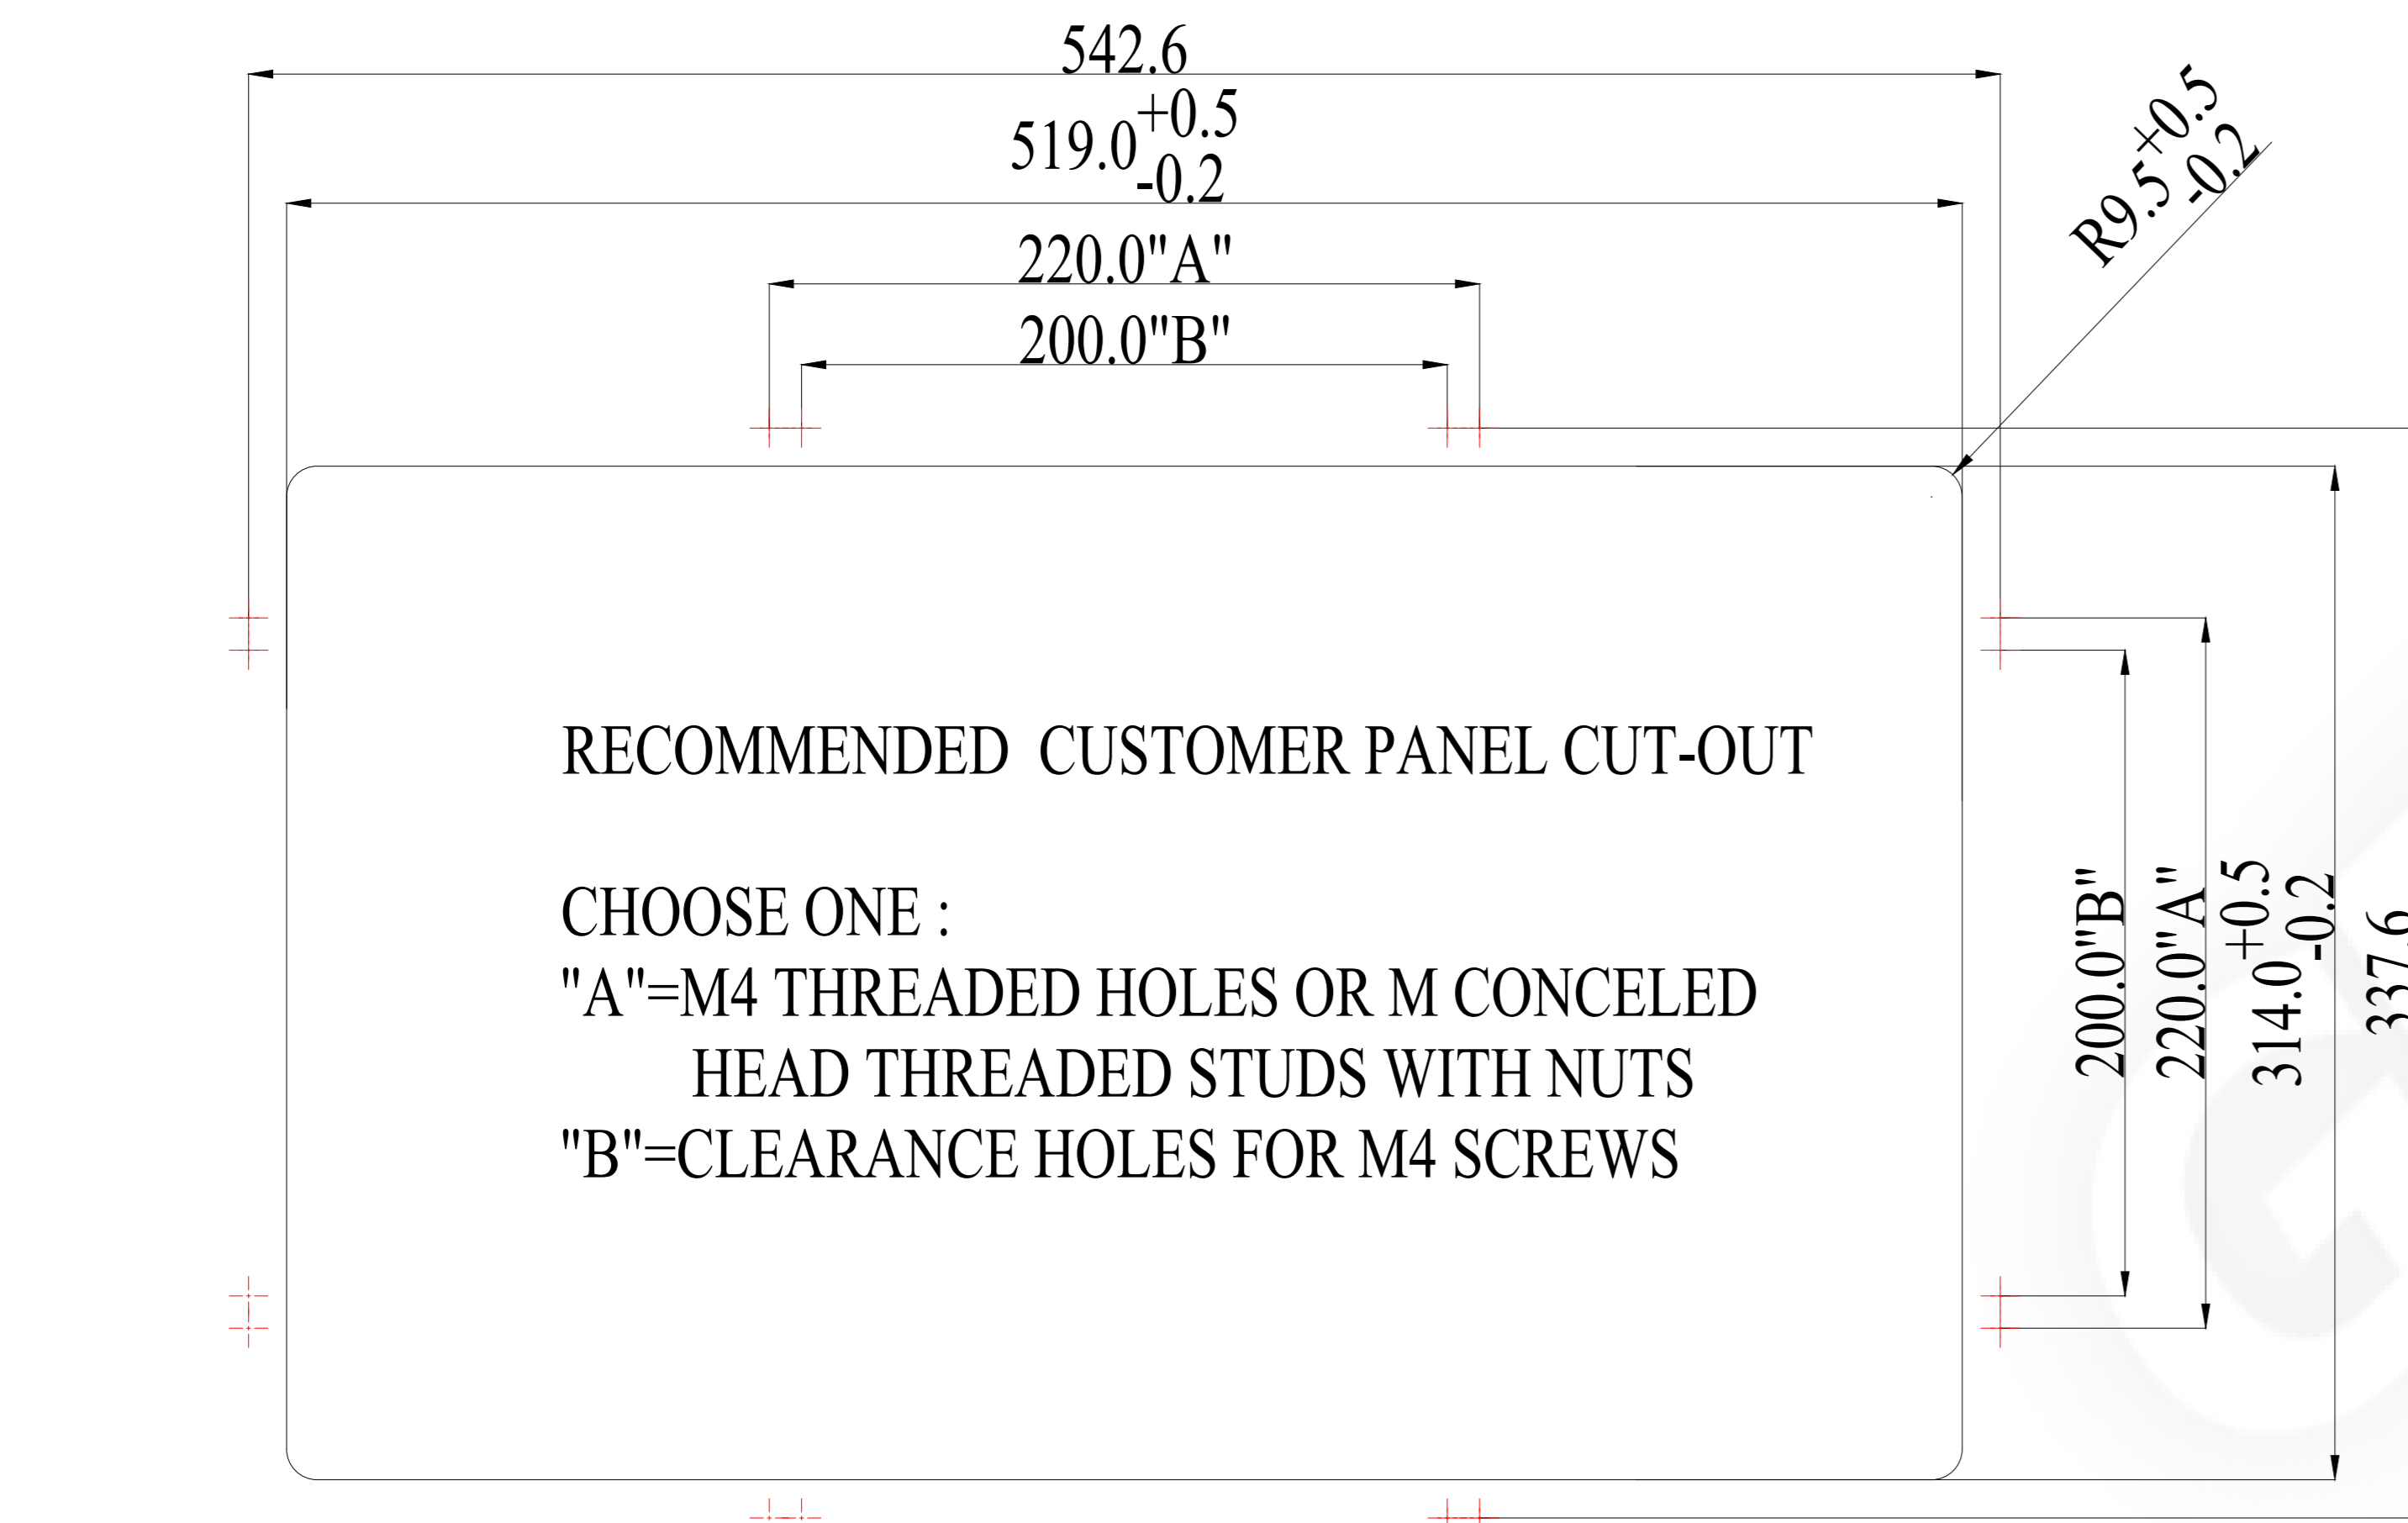 542.6
519.0+0.5
-0.2
220.0"A"
200.0"B"
R9.5+0.5
-0.2
RECOMMENDED  CUSTOMER PANEL CUT-OUT
CHOOSE ONE :
"A"=M4 THREADED HOLES OR M CONCELED
HEAD THREADED STUDS WITH NUTS
"B"=CLEARANCE HOLES FOR M4 SCREWS
200.0"B"
220.0"A"
314.0+0.5
-0.2
337.6